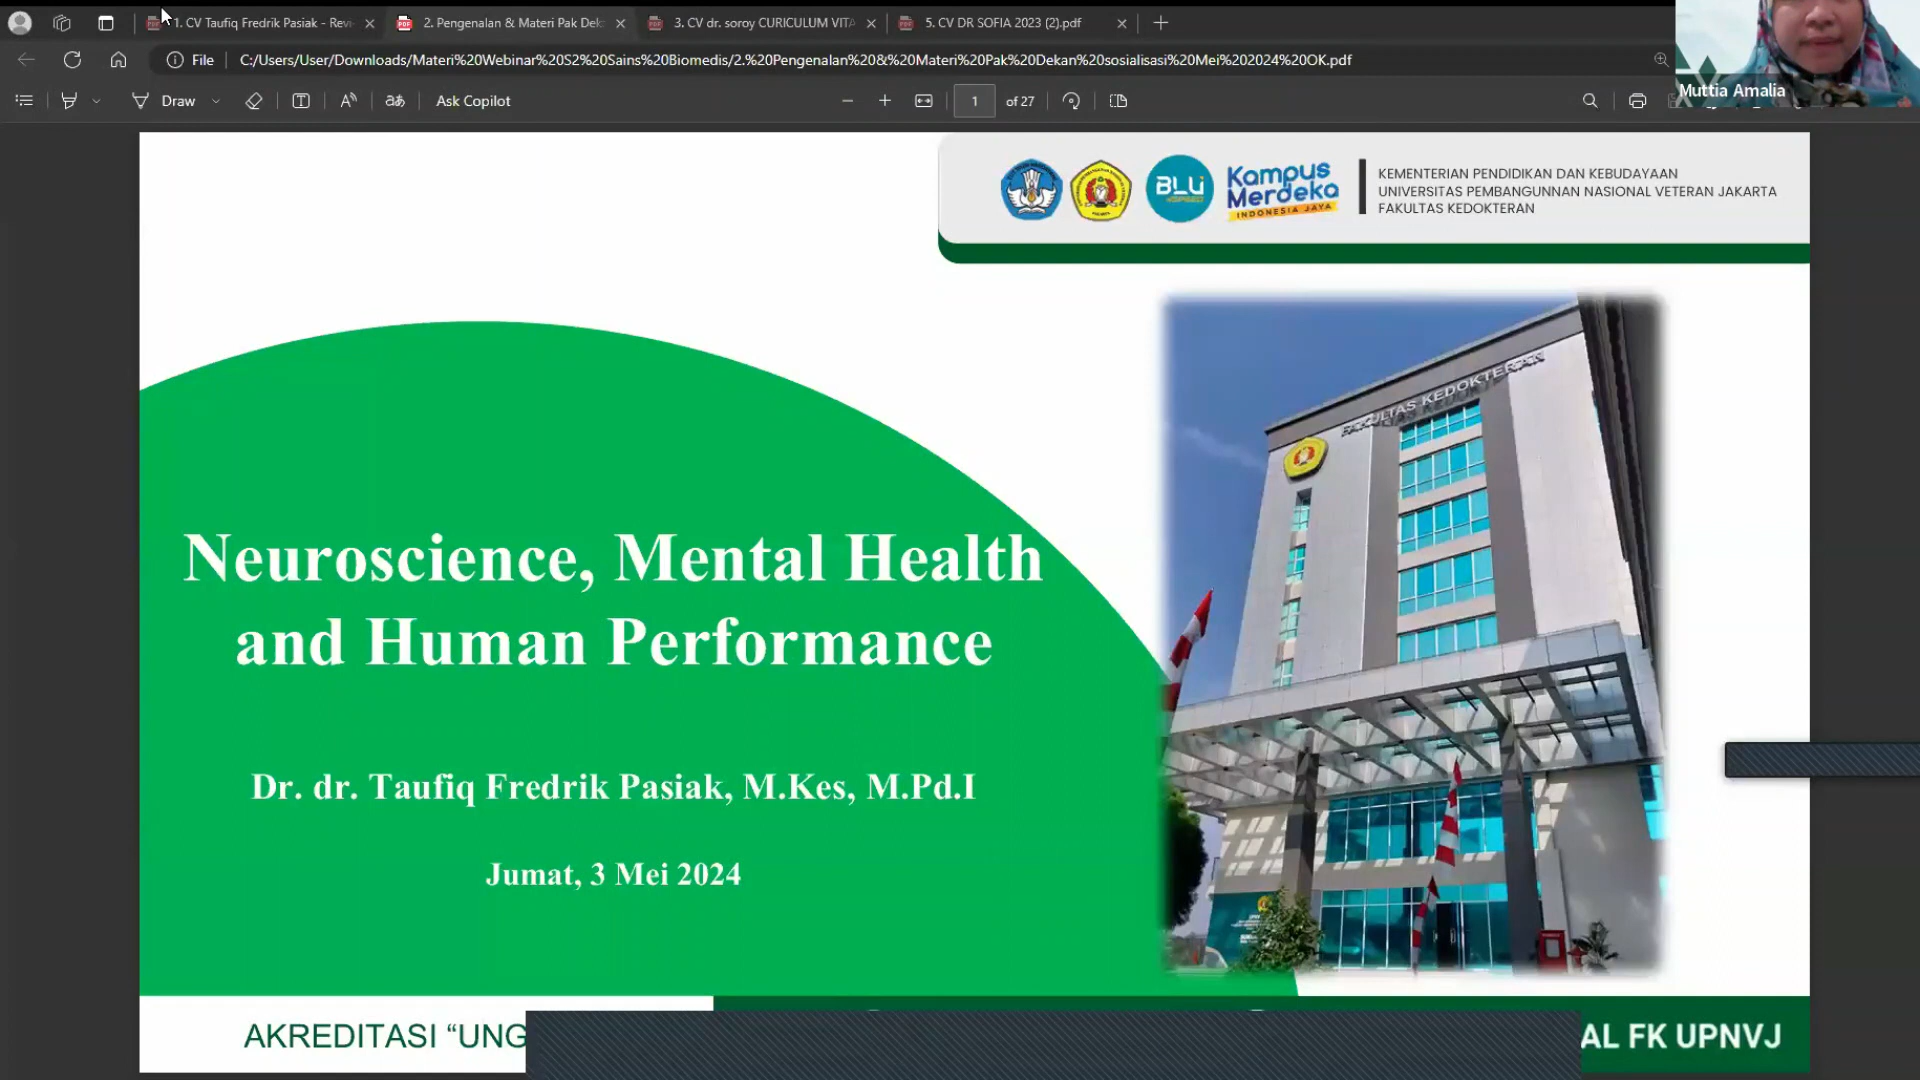 1. CV Taufiq Fredrik Pasiak - Revi
2. Pengenalan & Materi Pak Dek
3. CV dr. soroy CURICULUM VITA
5. CV DR SOFIA 2023 (2).pdf
File
C:/Users/User/Downloads/Materi%20Webinar%20S2%20Sains%20Biomedis/2.%20Pengenalan%20&%20Materi%20Pak%20Dekan%20sosialisasi%20Mei%202024%20OK.pdf
Draw
Ask Copilot
1
of 27
Muttia Amalia
BLU
Kampus
Merdeka
INDONESIA JAYA
KEMENTERIAN PENDIDIKAN DAN KEBUDAYAAN
UNIVERSITAS PEMBANGUNNAN NASIONAL VETERAN JAKARTA
FAKULTAS KEDOKTERAN
FAKULTAS KEDOKTERAN
Neuroscience, Mental Health
and Human Performance
Dr. dr. Taufiq Fredrik Pasiak, M.Kes, M.Pd.I
Jumat, 3 Mei 2024
AKREDITASI “UNG
AL FK UPNVJ